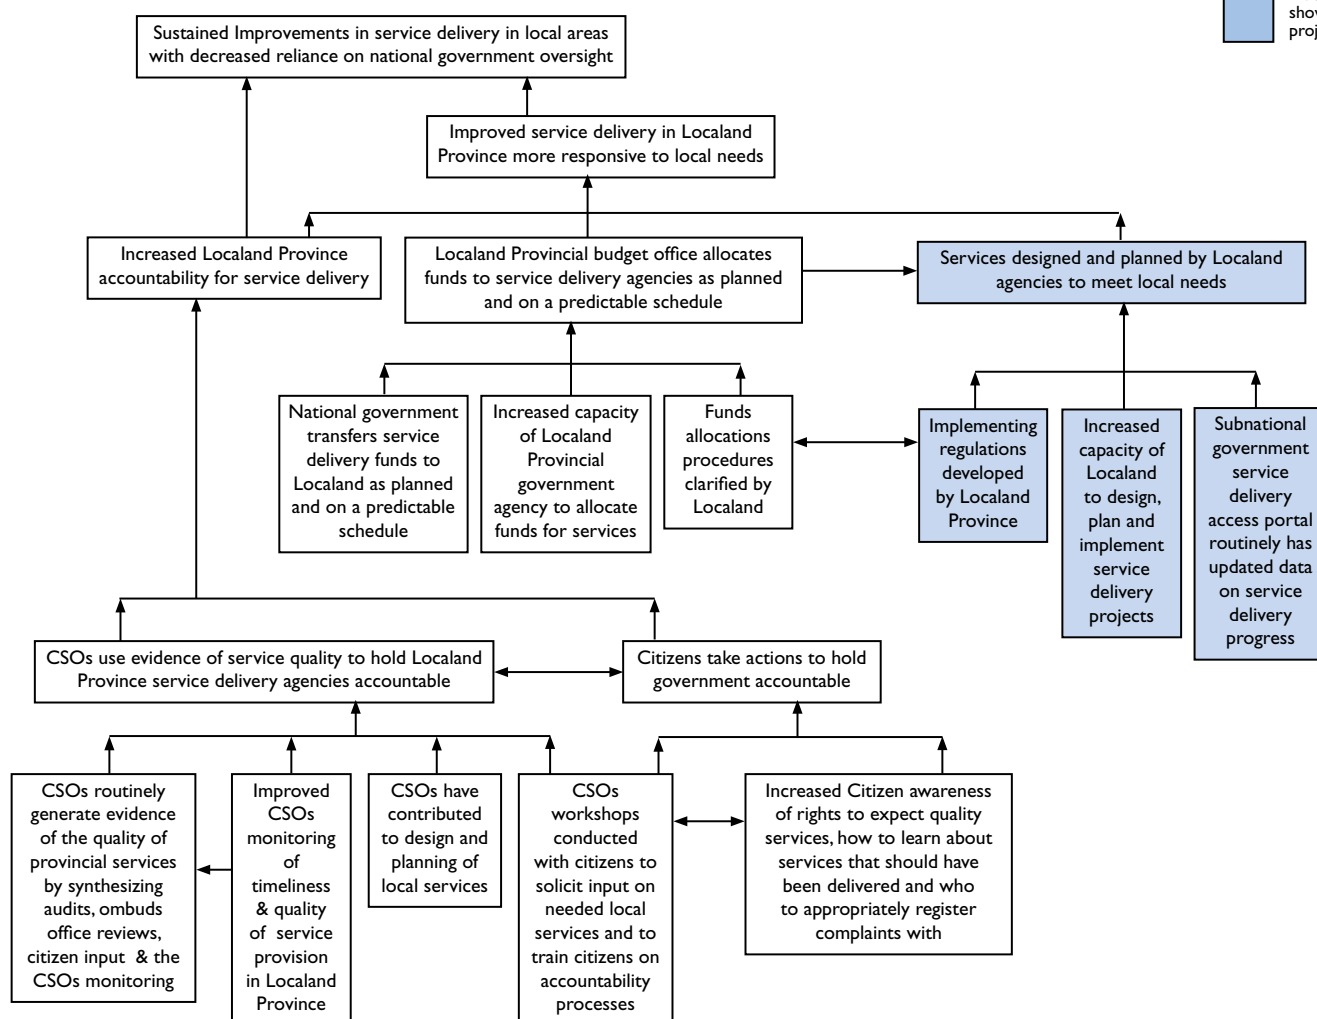 show
proj
Sustained Improvements in service delivery in local areas
with decreased reliance on national government oversight
Improved service delivery in Localand
Province more responsive to local needs
Increased Localand Province
accountability for service delivery
Localand Provincial budget office allocates
funds to service delivery agencies as planned
and on a predictable schedule
Services designed and planned by Localand
agencies to meet local needs
National government
transfers service
delivery funds to
Localand as planned
and on a predictable
schedule
Increased capacity
of Localand
Provincial
government
agency to allocate
funds for services
Funds
allocations
procedures
clarified by
Localand
Implementing
regulations
developed
by Localand
Province
Increased
capacity of
Localand
to design,
plan and
implement
service
delivery
projects
Subnational
government
service
delivery
access portal
routinely has
updated data
on service
delivery
progress
CSOs use evidence of service quality to hold Localand
Province service delivery agencies accountable
Citizens take actions to hold
government accountable
CSOs routinely
generate evidence
of the quality of
provincial services
by synthesizing
audits, ombuds
office reviews,
citizen input & the
CSOs monitoring
Improved
CSOs
monitoring
of
timeliness
& quality
of service
provision
in Localand
Province
CSOs have
contributed
to design and
planning of
local services
CSOs
workshops
conducted
with citizens to
solicit input on
needed local
services and to
train citizens on
accountability
processes
Increased Citizen awareness
of rights to expect quality
services, how to learn about
services that should have
been delivered and who
to appropriately register
complaints with